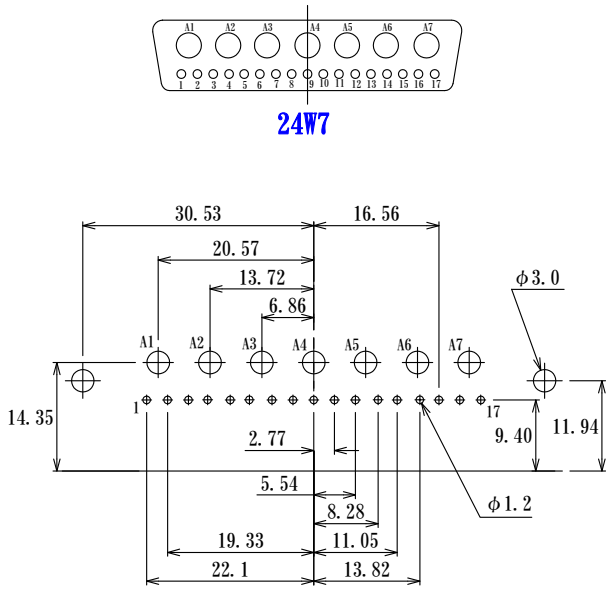 A1 A2 A3 A4 A5 A6 A7
1 2 3 4 5 6 7 8 9 10 11 12 13 14 15 16 17
24W7
30.53 16.56
20.57
13.72 φ3.0
6.86
A1 A2 A3 A4 A5 A6 A7
1 17
14.35 9.40 11.94
2.77
5.54
8.28 φ1.2
19.33 11.05
22.1 13.82